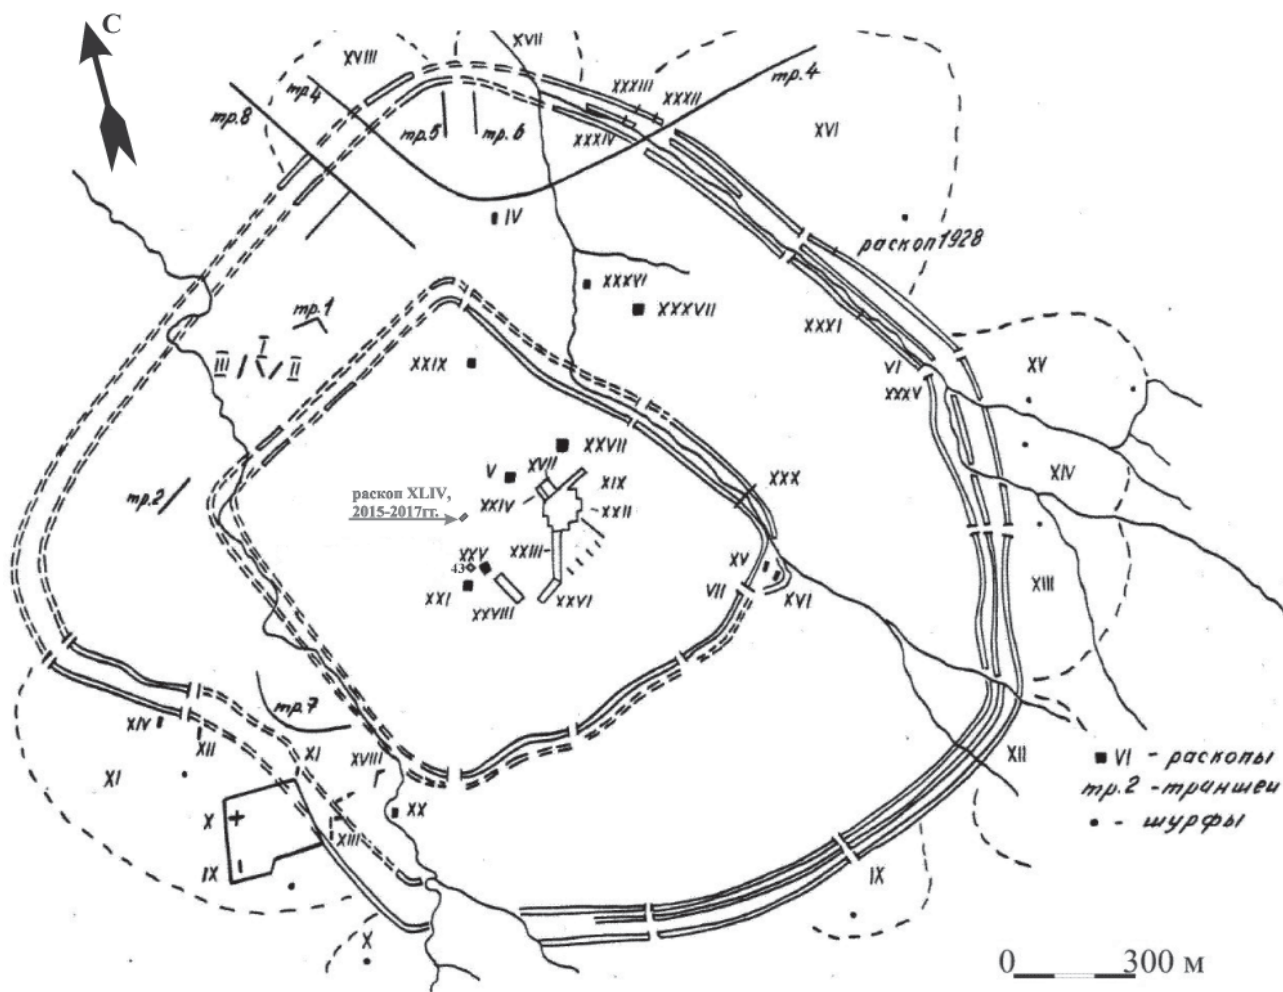 С
XVIII
XVII
тр.4
тр.4
тр.8
XXXIII
XXXII
тр.5
тр.6
XXXIV
XVI
IV
раскоп 1928
XXXVI
XXXVII
тр.1
XXXI
I
III
II
XXIX
VI
XXXV
XV
XXVII
V
XVII
XIX
XXX
XIV
тр.2
раскоп XLIV,
2015-2017гг.
XXIV
XXII
XXV
XXIII
43
XXI
XXVIII
XXVI
XV
VII
XVI
XIII
тр.7
XIV
XII
XI
XVIII
Г
XI
XX
X
XIII
IX
X
XII
IX
VI - раскопы
тр.2 - траншеи
- шурфы
0 300 м